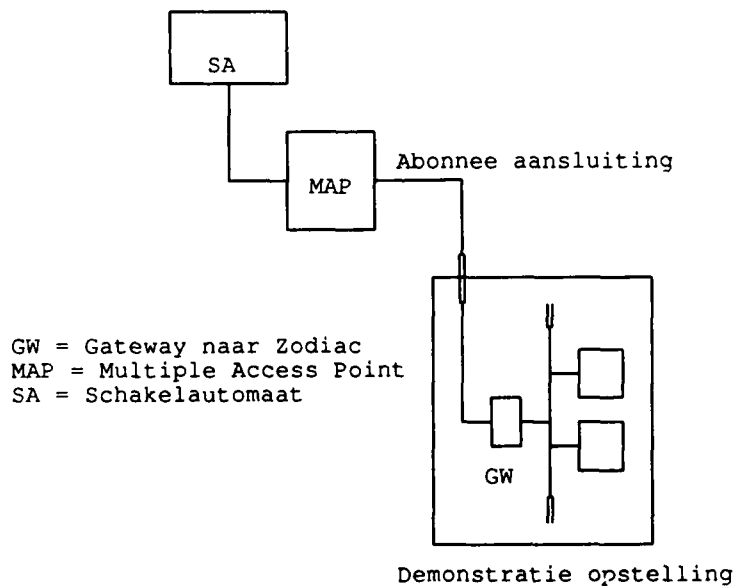 SA
MAP
Abonnee aansluiting
GW = Gateway naar Zodiac
MAP = Multiple Access Point
SA = Schakelautomaat
GW
Demonstratie opstelling